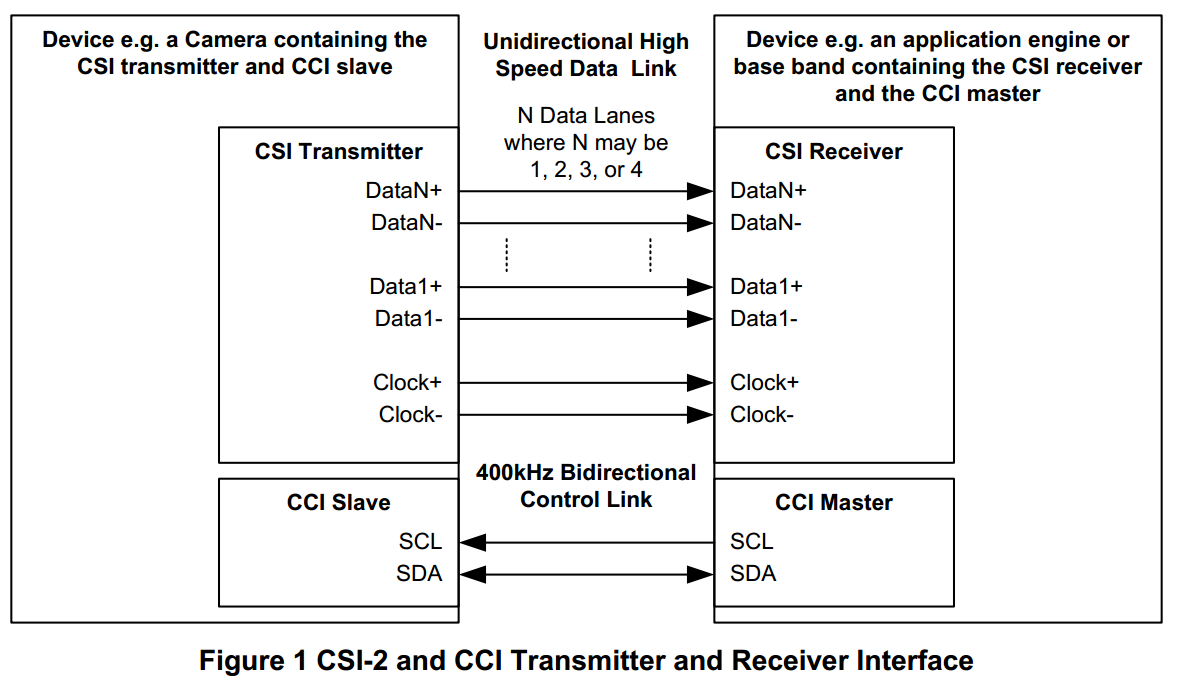 Device e.g. a Camera containing the
CSI transmitter and CCI slave
Unidirectional High
Speed Data Link
N Data Lanes
where N may be
1, 2, 3, or 4
Device e.g. an application engine or
base band containing the CSI receiver
and the CCI master
CSI Transmitter
DataN+
DataN-
Data1+
Data1-
Clock+
Clock-
CSI Receiver
DataN+
DataN-
Data1+
Data1-
Clock+
Clock-
400kHz Bidirectional
Control Link
CCI Slave
SCL
SDA
CCI Master
SCL
SDA
Figure 1 CSI-2 and CCI Transmitter and Receiver Interface